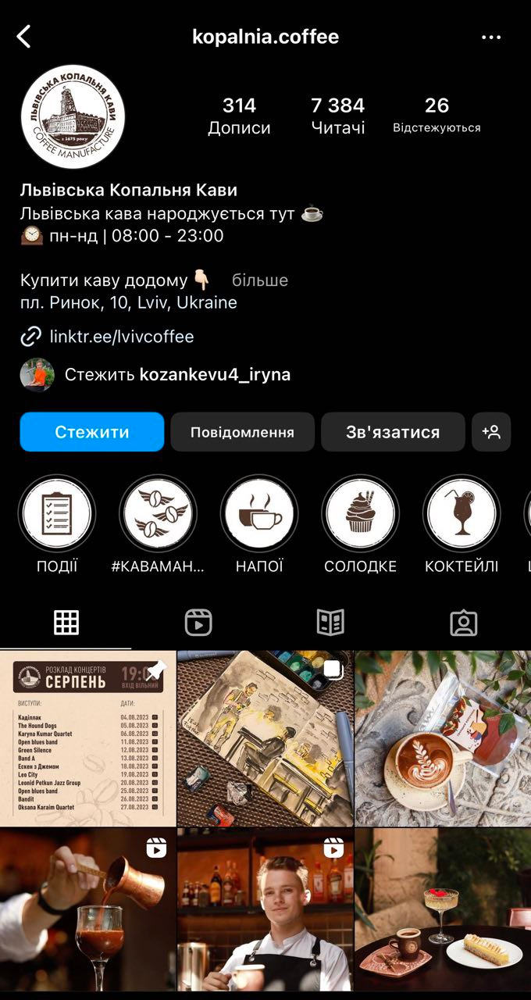 kopalnia.coffee
ЛЬВІВСЬКА КОПАЛЬНЯ КАВИ
з 1675 року
COFFEE MANUFACTURE
314
Дописи
7 384
Читачі
26
Відстежуються
Львівська Копальня Кави
Львівська кава народжується тут
пн-нд | 08:00 - 23:00
Купити каву додому більше
пл. Ринок, 10, Lviv, Ukraine
linktr.ee/lvivcoffee
Стежить kozankevu4_iryna
Стежити
Повідомлення
Зв'язатися
ПОДІЇ
#КАВАМАН...
НАПОЇ
СОЛОДКЕ
КОКТЕЙЛІ
РОЗКЛАД КОНЦЕРТІВ
СЕРПЕНЬ
ВХІД ВІЛЬНИЙ
ВИСТУПИ: ДАТИ:
Каділлак 04.08.2023
The Hound Dogs 05.08.2023
Karyna Kumar Quartet 06.08.2023
Open blues band 11.08.2023
Green Silence 12.08.2023
Band A 13.08.2023
Ескен з Джемом 18.08.2023
Leo City 19.08.2023
Leonid Petkun Jazz Group 20.08.2023
Open blues band 25.08.2023
Bandit 26.08.2023
Oksana Karaim Quartet 27.08.2023